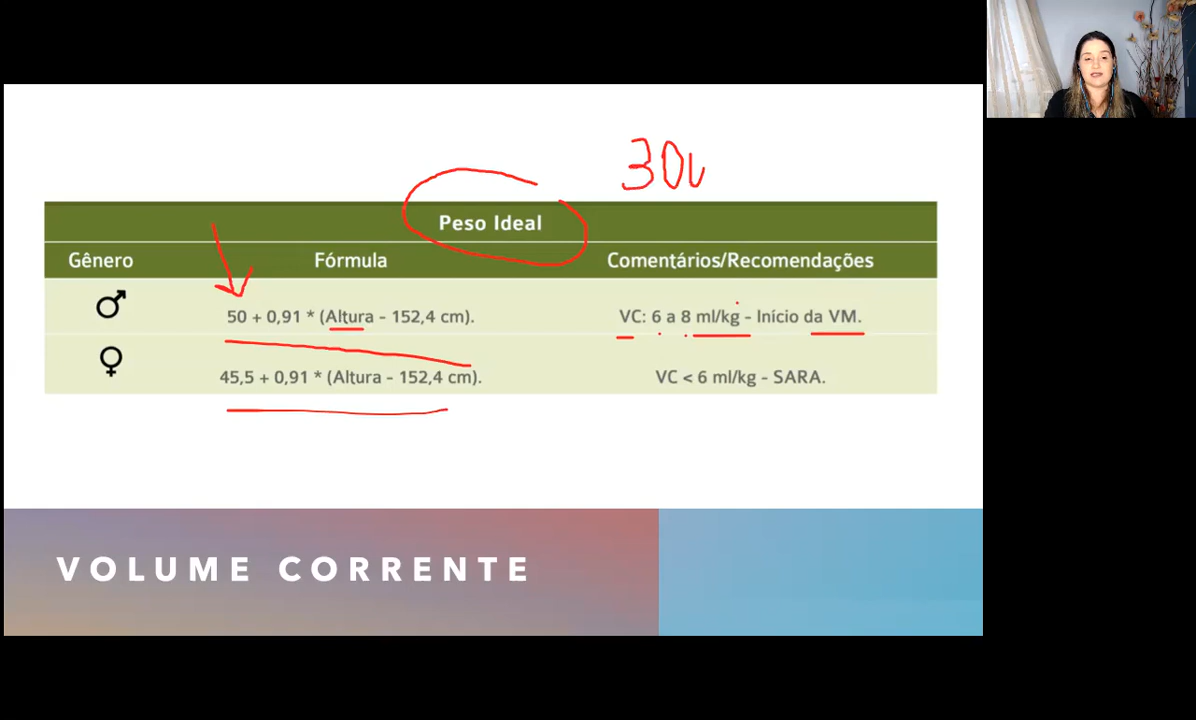 300
Peso Ideal
Gênero Fórmula Comentários/Recomendações
50 + 0,91 * (Altura - 152,4 cm). VC: 6 a 8 ml/kg - Início da VM.
45,5 + 0,91 * (Altura - 152,4 cm). VC < 6 ml/kg - SARA.
VOLUME CORRENTE